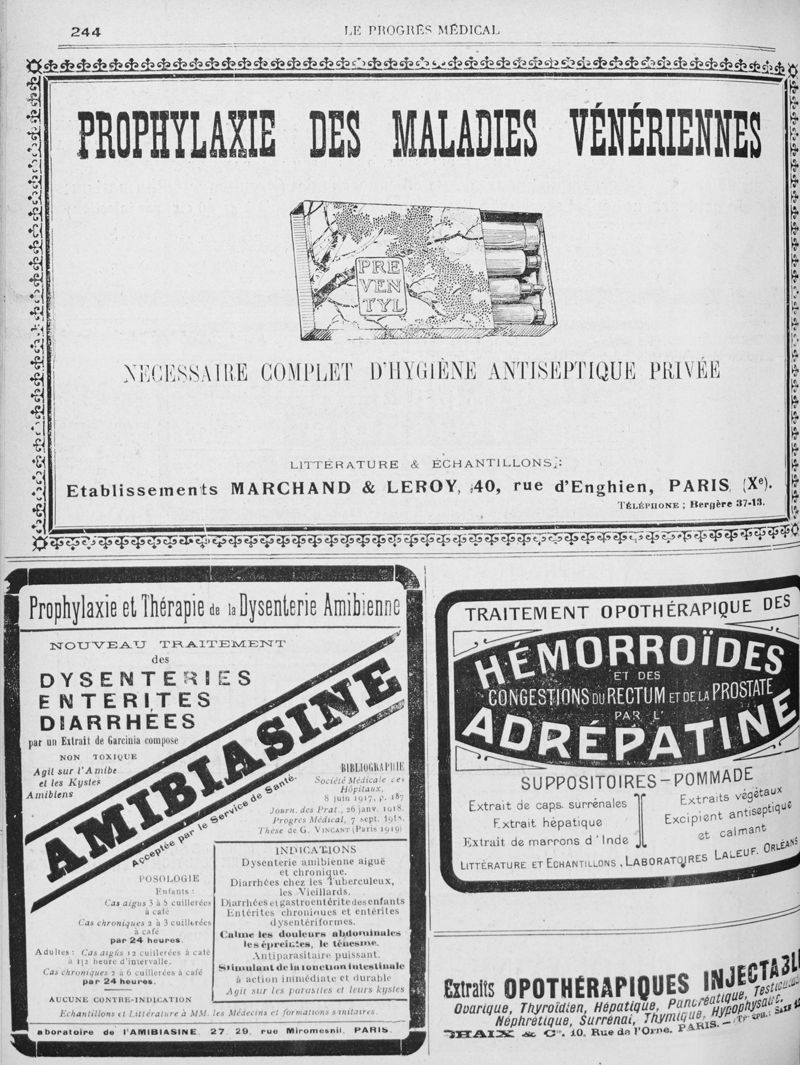 244
LE PROGRÈS MÉDICAL
PROPHYLAXIE DES MALADIES VÉNÉRIENNES
PRE
VEN
TYL
NECESSAIRE COMPLET D'HYGIÈNE ANTISEPTIQUE PRIVÉE
LITTÉRATURE & ÉCHANTILLONS:
Etablissements MARCHAND & LEROY, 40, rue d'Enghien, PARIS (Xe).
TÉLÉPHONE : Bergère 37-13.
Prophylaxie et Thérapie de la Dysenterie Amibienne
NOUVEAU TRAITEMENT
des
DYSENTERIES
ENTERITES
DIARRHÉES
par un Extrait de Garcinia compose
NON TOXIQUE
Agit sur l'Amibe
et les Kystes
Amibiens
AMIBIASINE
Acceptée par le Service de Santé.
BIBLIOGRAPHIE
Société Médicale des
Hôpitaux,
8 juin 1917, p. 187
Journ. des Prat., 26 janv. 1918.
Progrès Médical, 7 sept. 1918.
Thèse de G. VINCANT (Paris 1919)
POSOLOGIE
Enfants :
Cas aigus 3 à 5 cuillerées
à café
Cas chroniques 2 à 3 cuillerées
à café
par 24 heures.
Adultes : Cas aigüs 12 cuillerées à café
à 1/2 heure d'intervalle.
Cas chroniques 2 à 6 cuillerées à café
par 24 heures.
AUCUNE CONTRE-INDICATION
INDICATIONS
Dysenterie amibienne aiguë
et chronique.
Diarrhées chez les Tuberculeux,
les Vieillards.
Diarrhées et gastroentérite des enfants
Entérites chroniques et entérites
dysentériformes.
Calme les douleurs abdominales
les épreintes, le ténesme.
Antiparasitaire puissant.
Stimulant de la fonction intestinale
à action immédiate et durable
Agit sur les parasites et leurs kystes
Echantillons et Littérature à MM. les Médecins et formations sanitaires.
aboratoire de l'AMIBIASINE, 27. 29, rue Miromesnil, PARIS.
TRAITEMENT OPOTHÉRAPIQUE DES
HÉMORROÏDES
ET DES
CONGESTIONS DU RECTUM ET DE LA PROSTATE
PAR L'
ADRÉPATINE
SUPPOSITOIRES-POMMADE
Extrait de caps. surrénales
Extrait hépatique
Extrait de marrons d'Inde
Extraits végétaux
Excipient antiseptique
et calmant
LITTÉRATURE ET ECHANTILLONS, LABORATOIRES LALEUF. ORLÉANS
Extraits OPOTHÉRAPIQUES INJECTABLE
Ovarique, Thyroïdien, Hépatique, Pancréatique, Testicu
Néphrétique, Surrénal, Thymique, Hypophysaire.
CHAIX & Cie, 10, Rue de l'Orne, PARIS.